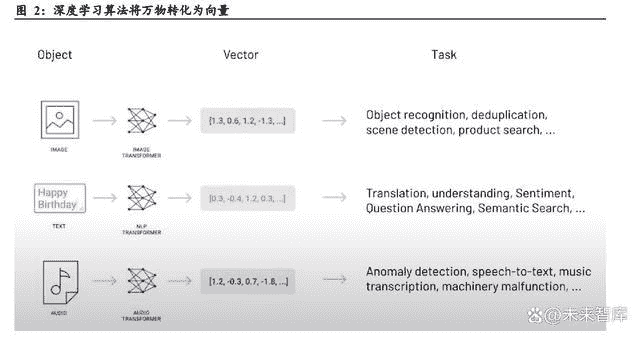 图 2：深度学习算法将万物转化为向量
Object
Vector
Task
[1.3, 0.6, 1.2, -1.3, ...]
Object recognition, deduplication,
scene detection, product search, ...
IMAGE
IMAGE
TRANSFORMER
Happy
Birthday
[0.3, -0.4, 1.2, 0.3, ...]
Translation, understanding, Sentiment,
Question Answering, Semantic Search, ...
TEXT
NLP
TRANSFORMER
[1.2, -0.3, 0.7, -1.8, ...]
Anomaly detection, speech-to-text, music
transcription, machinery malfunction, ...
AUDIO
AUDIO
TRANSFORMER
@未来智库